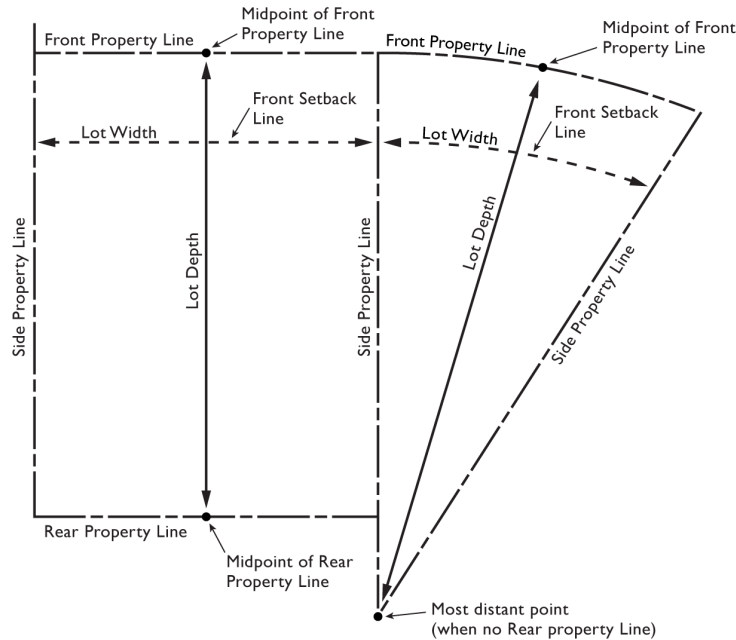 Midpoint of Front
Property Line
Midpoint of Front
Property Line
Front Property Line
Front Property Line
Front Setback
Line
Front Setback
Line
Lot Width
Lot Width
Side Property Line
Lot Depth
Side Property Line
Lot Depth
Side Property Line
Rear Property Line
Midpoint of Rear
Property Line
Most distant point
(when no Rear property Line)